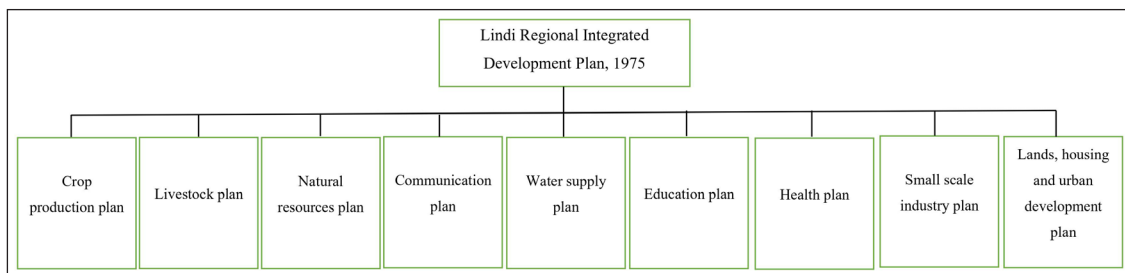 Lindi Regional Integrated
Development Plan, 1975
Crop
production plan
Livestock plan
Natural
resources plan
Communication
plan
Water supply
plan
Education plan
Health plan
Small scale
industry plan
Lands, housing
and urban
development
plan